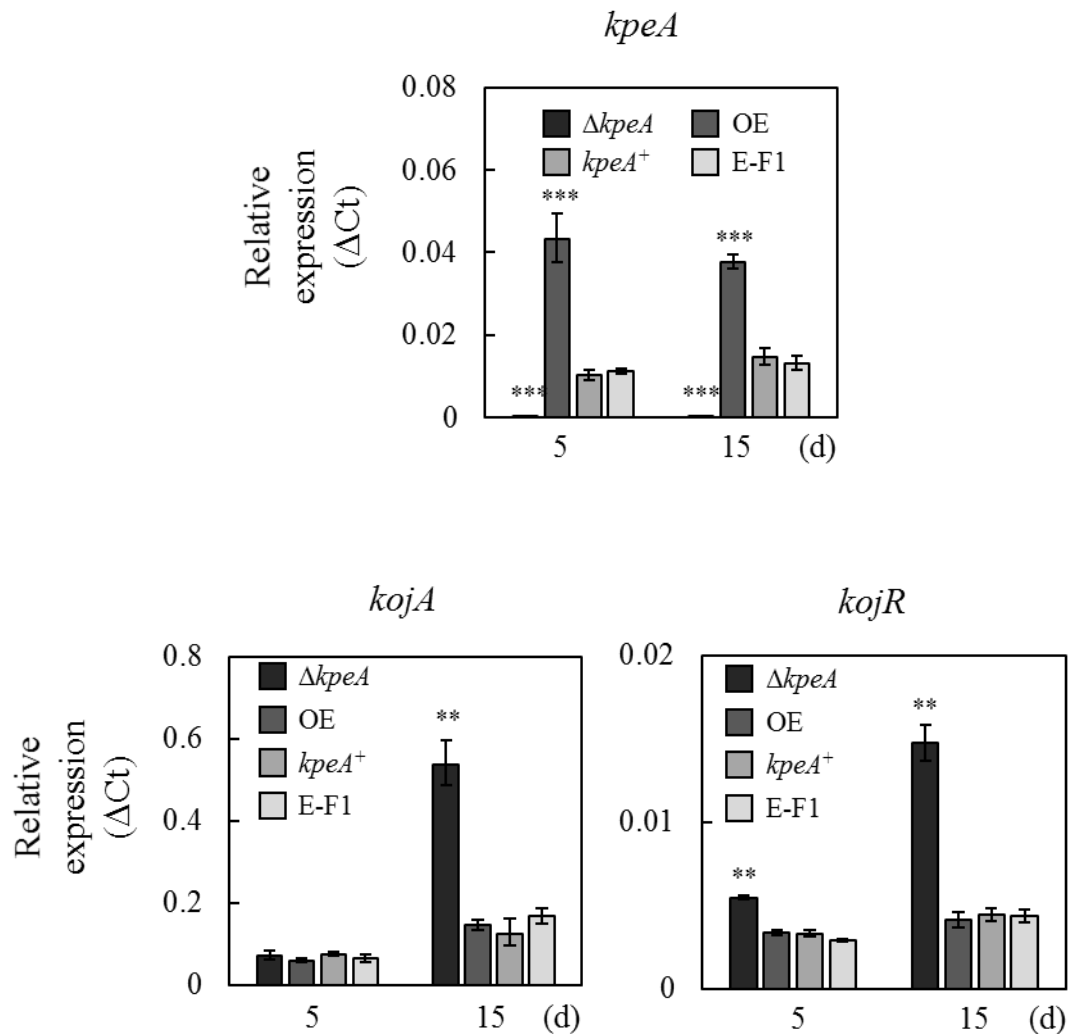 kpeA
0.08
0.06
0.04
0.02
0
Relative
expression
(ΔCt)
ΔkpeA OE
kpeA⁺ E-F1
***
***
***
***
5 15 (d)
kojA
0.8
0.6
0.4
0.2
0
Relative
expression
(ΔCt)
ΔkpeA
OE
kpeA⁺
E-F1
**
5 15 (d)
kojR
0.02
0.01
0
ΔkpeA
OE
kpeA⁺
E-F1
**
**
5 15 (d)